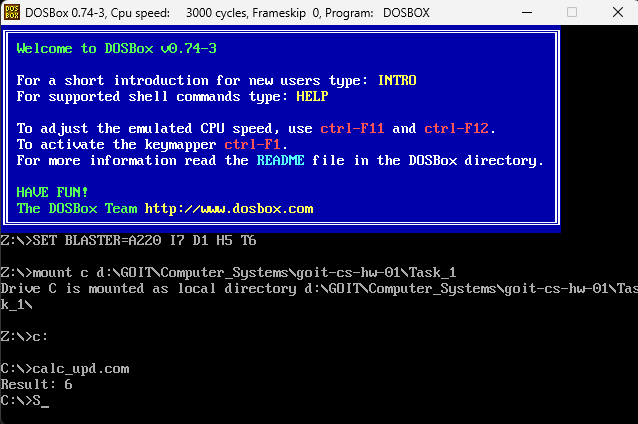 DOSBox 0.74-3, Cpu speed: 3000 cycles, Frameskip 0, Program: DOSBOX
Welcome to DOSBox v0.74-3
For a short introduction for new users type: INTRO
For supported shell commands type: HELP
To adjust the emulated CPU speed, use ctrl-F11 and ctrl-F12.
To activate the keymapper ctrl-F1.
For more information read the README file in the DOSBox directory.
HAVE FUN!
The DOSBox Team http://www.dosbox.com
Z:\>SET BLASTER=A220 I7 D1 H5 T6
Z:\>mount c d:\GOIT\Computer_Systems\goit-cs-hw-01\Task_1
Drive C is mounted as local directory d:\GOIT\Computer_Systems\goit-cs-hw-01\Tas
k_1\
Z:\>c:
C:\>calc_upd.com
Result: 6
C:\>S_